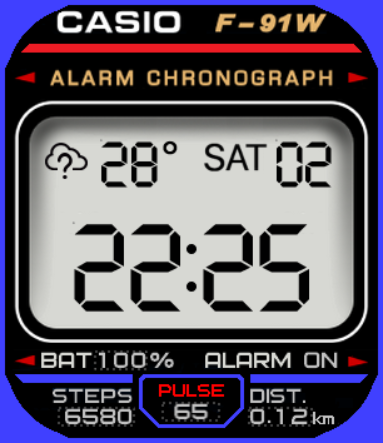 CASIO F-91W
ALARM CHRONOGRAPH
? 28° SAT 02
22:25
BAT 100% ALARM ON
STEPS PULSE DIST.
6580 65 0.12 km